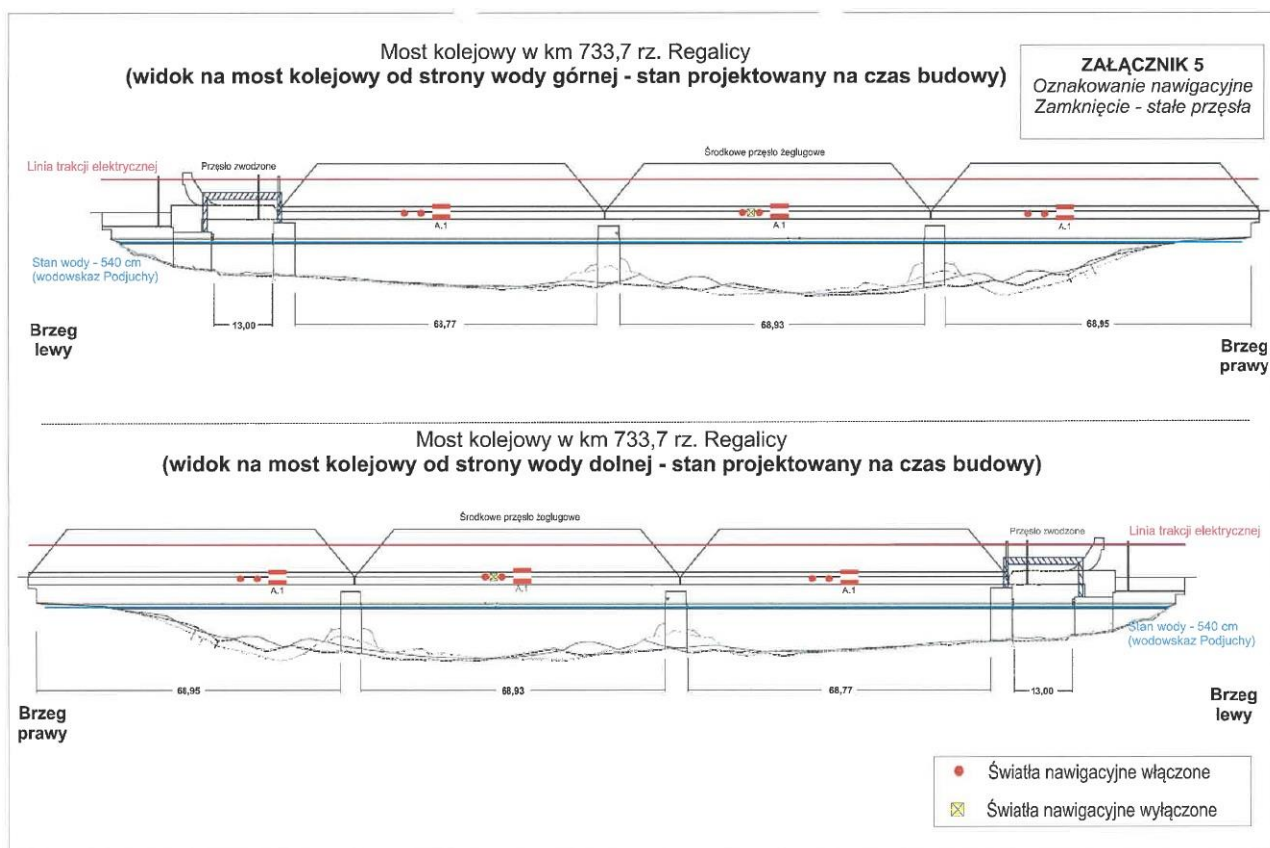 Most kolejowy w km 733,7 rz. Regalicy
(widok na most kolejowy od strony wody górnej - stan projektowany na czas budowy)
ZAŁĄCZNIK 5
Oznakowanie nawigacyjne
Zamknięcie - stałe przęsła
Linia trakcji elektrycznej
Przęsło zwodzone
Środkowe przęsło żeglugowe
A.1
A.1
A.1
Stan wody - 540 cm
(wodowskaz Podjuchy)
13,00
68,77
68,93
68,95
Brzeg
lewy
Brzeg
prawy
Most kolejowy w km 733,7 rz. Regalicy
(widok na most kolejowy od strony wody dolnej - stan projektowany na czas budowy)
Środkowe przęsło żeglugowe
Przęsło zwodzone
Linia trakcji elektrycznej
A.1
A.1
A.1
Stan wody - 540 cm
(wodowskaz Podjuchy)
68,95
68,93
68,77
13,00
Brzeg
prawy
Brzeg
lewy
Światła nawigacyjne włączone
Światła nawigacyjne wyłączone